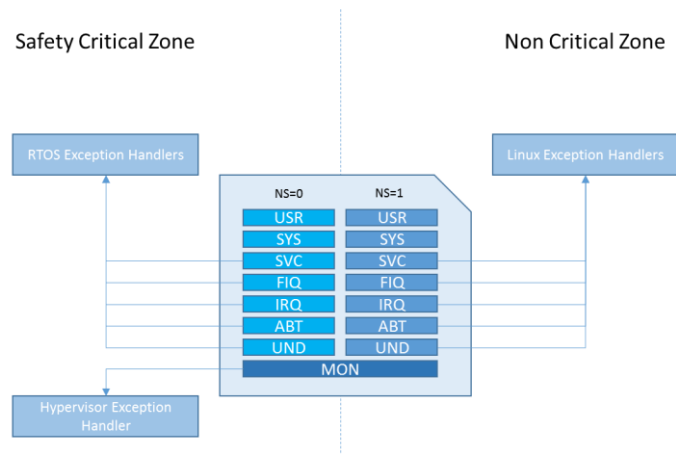 Safety Critical Zone
Non Critical Zone
RTOS Exception Handlers
Linux Exception Handlers
NS=0
NS=1
USR
USR
SYS
SYS
SVC
SVC
FIQ
FIQ
IRQ
IRQ
ABT
ABT
UND
UND
MON
Hypervisor Exception
Handler